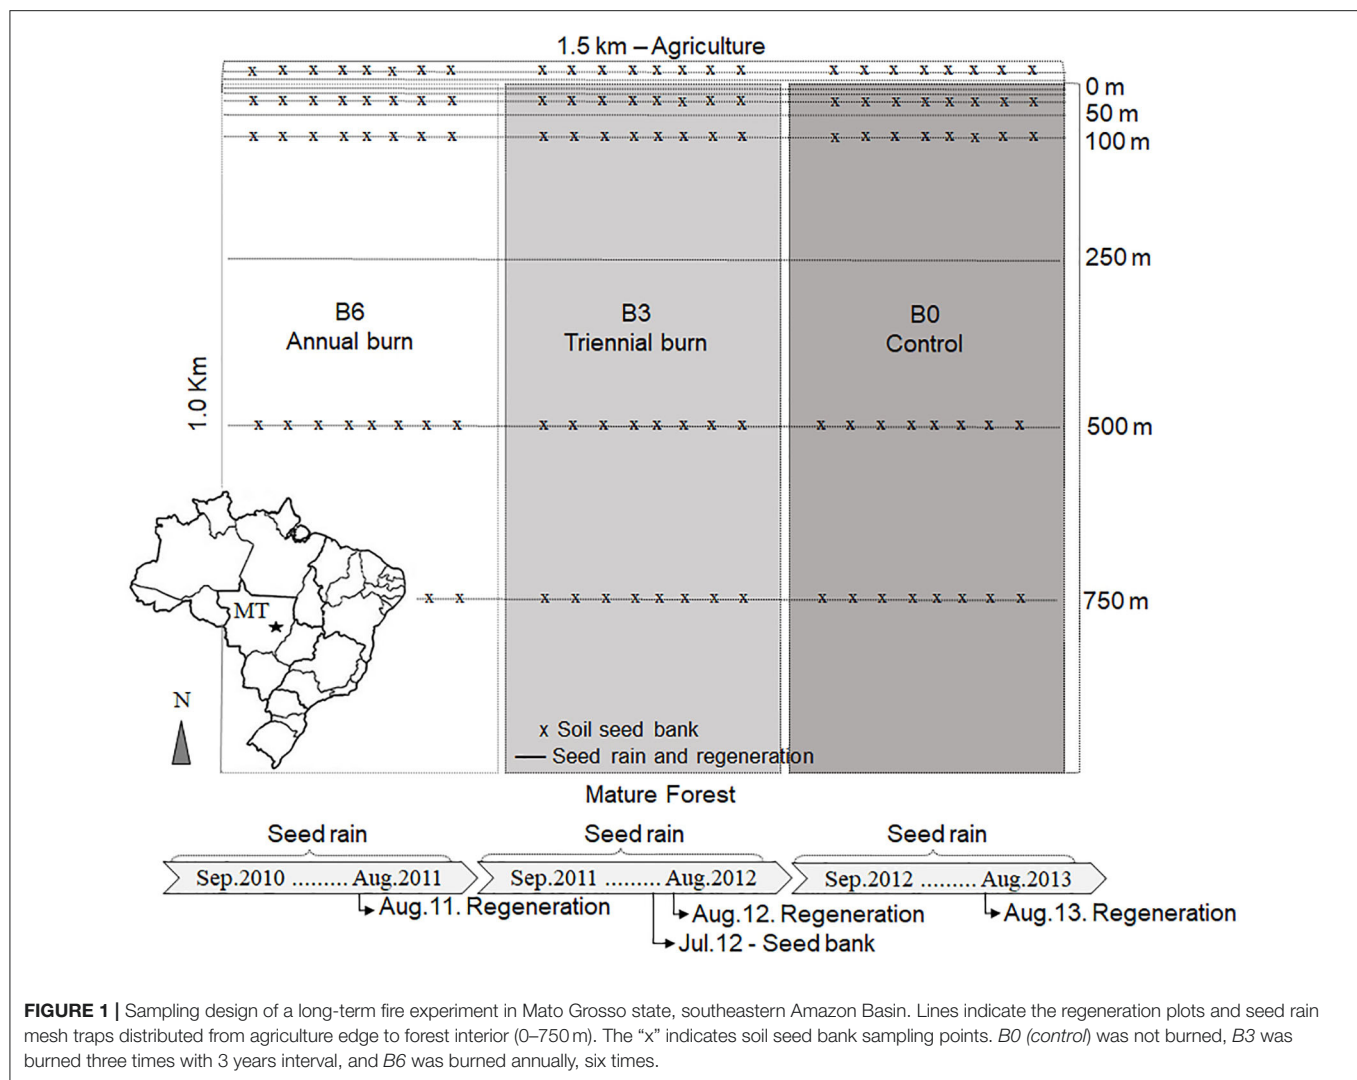 1.5 km – Agriculture
x x x x x x x x x x x x x x x x x x x x x x x x
0 m
x x x x x x x x x x x x x x x x x x x x x x x x
50 m
x x x x x x x x x x x x x x x x x x x x x x x x
100 m
250 m
B6
Annual burn
B3
Triennial burn
B0
Control
1.0 Km
x x x x x x x x x x x x x x x x x x x x x x x x
500 m
x x x x x x x x x x x x x x x x x x
750 m
MT
N
x Soil seed bank
Seed rain and regeneration
Mature Forest
Seed rain
Seed rain
Seed rain
Sep.2010 ......... Aug.2011
Sep.2011 ......... Aug.2012
Sep.2012 ......... Aug.2013
Aug.11. Regeneration
Aug.12. Regeneration
Aug.13. Regeneration
Jul.12 - Seed bank
FIGURE 1 | Sampling design of a long-term fire experiment in Mato Grosso state, southeastern Amazon Basin. Lines indicate the regeneration plots and seed rain
mesh traps distributed from agriculture edge to forest interior (0–750 m). The “x” indicates soil seed bank sampling points. B0 (control) was not burned, B3 was
burned three times with 3 years interval, and B6 was burned annually, six times.